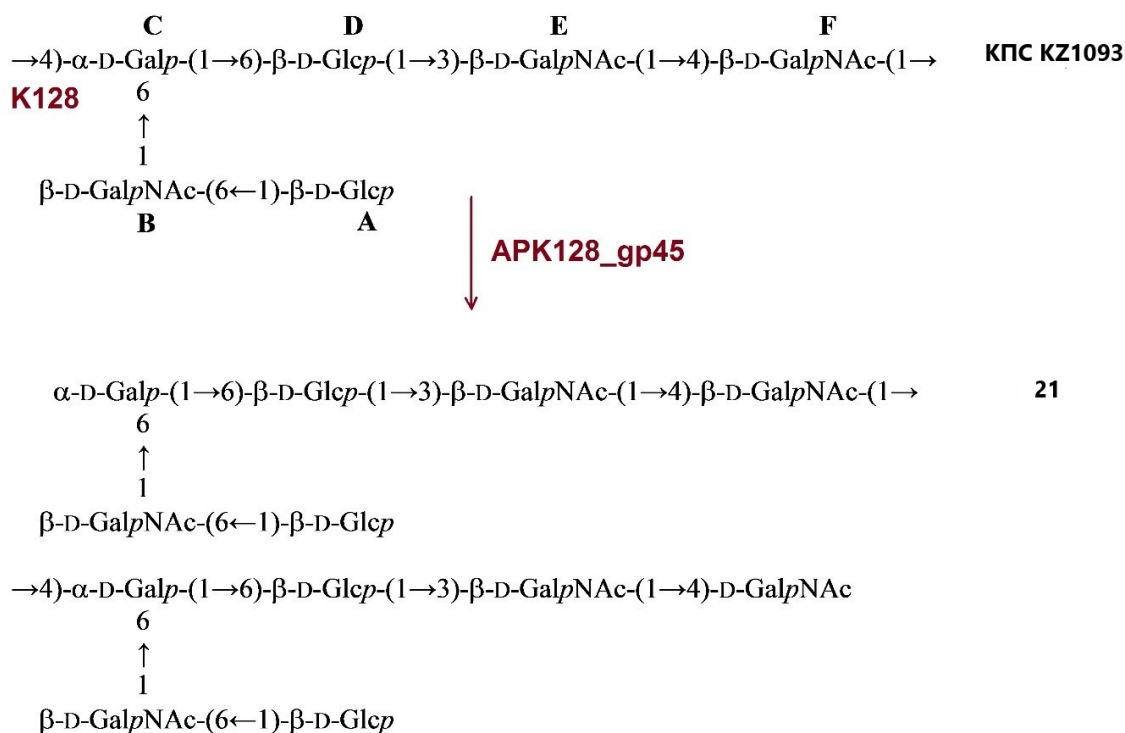 C D E F
→4)-α-D-Galp-(1→6)-β-D-Glcp-(1→3)-β-D-GalpNAc-(1→4)-β-D-GalpNAc-(1→ КПС KZ1093
K128 6
↑
1
β-D-GalpNAc-(6←1)-β-D-Glcp
B A
APK128_gp45
α-D-Galp-(1→6)-β-D-Glcp-(1→3)-β-D-GalpNAc-(1→4)-β-D-GalpNAc-(1→ 21
6
↑
1
β-D-GalpNAc-(6←1)-β-D-Glcp
→4)-α-D-Galp-(1→6)-β-D-Glcp-(1→3)-β-D-GalpNAc-(1→4)-D-GalpNAc
6
↑
1
β-D-GalpNAc-(6←1)-β-D-Glcp